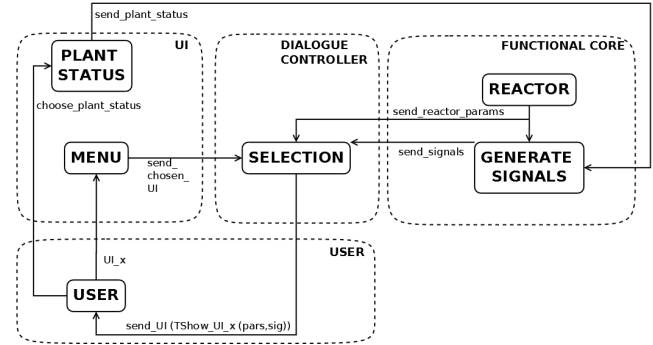 send_plant_status
UI
DIALOGUE
CONTROLLER
FUNCTIONAL CORE
PLANT
STATUS
REACTOR
choose_plant_status
send_reactor_params
MENU
send_
chosen_
UI
SELECTION
send_signals
GENERATE
SIGNALS
USER
UI_x
USER
send_UI (TShow_UI_x (pars,sig))